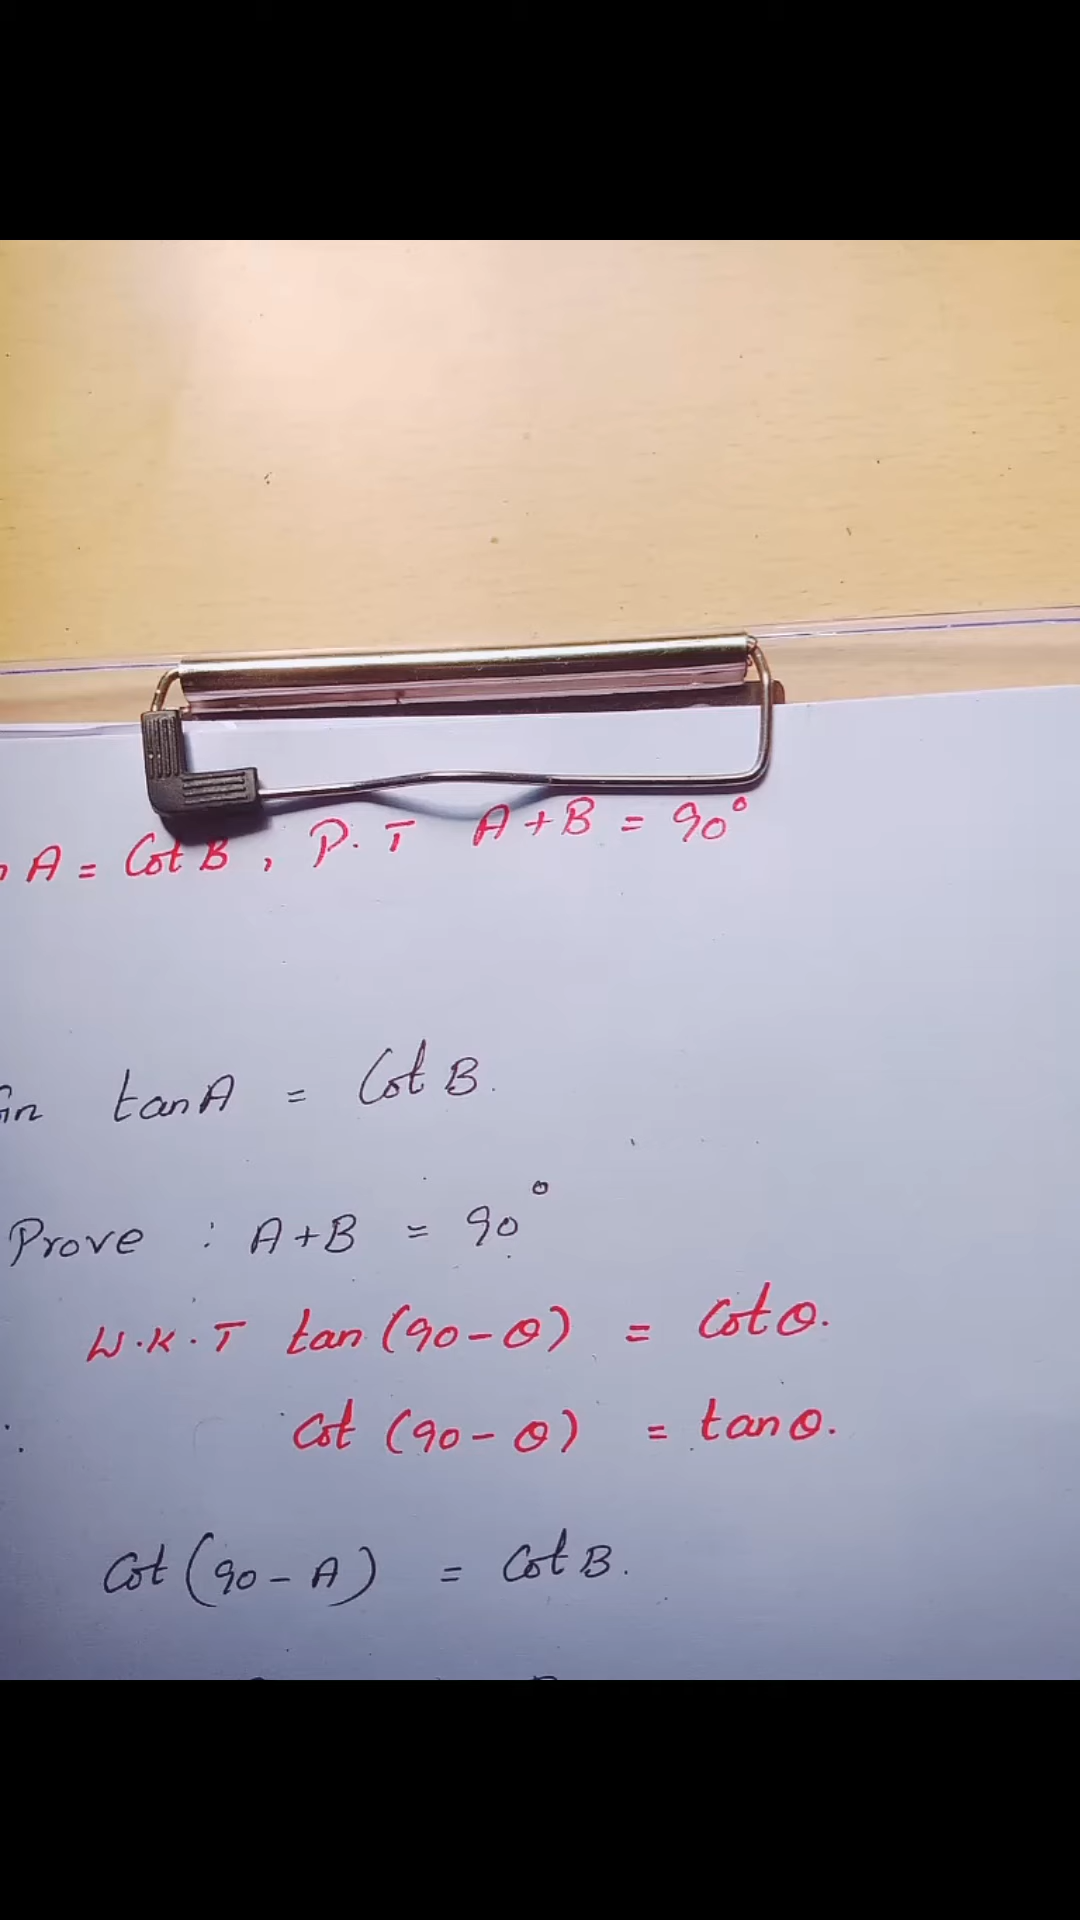 A = Cot B, P.T A+B = 90°
tan A = Cot B.
Prove : A+B = 90°
W.K.T tan (90-θ) = Cot θ.
Cot (90-θ) = tan θ.
Cot (90-A) = Cot B.